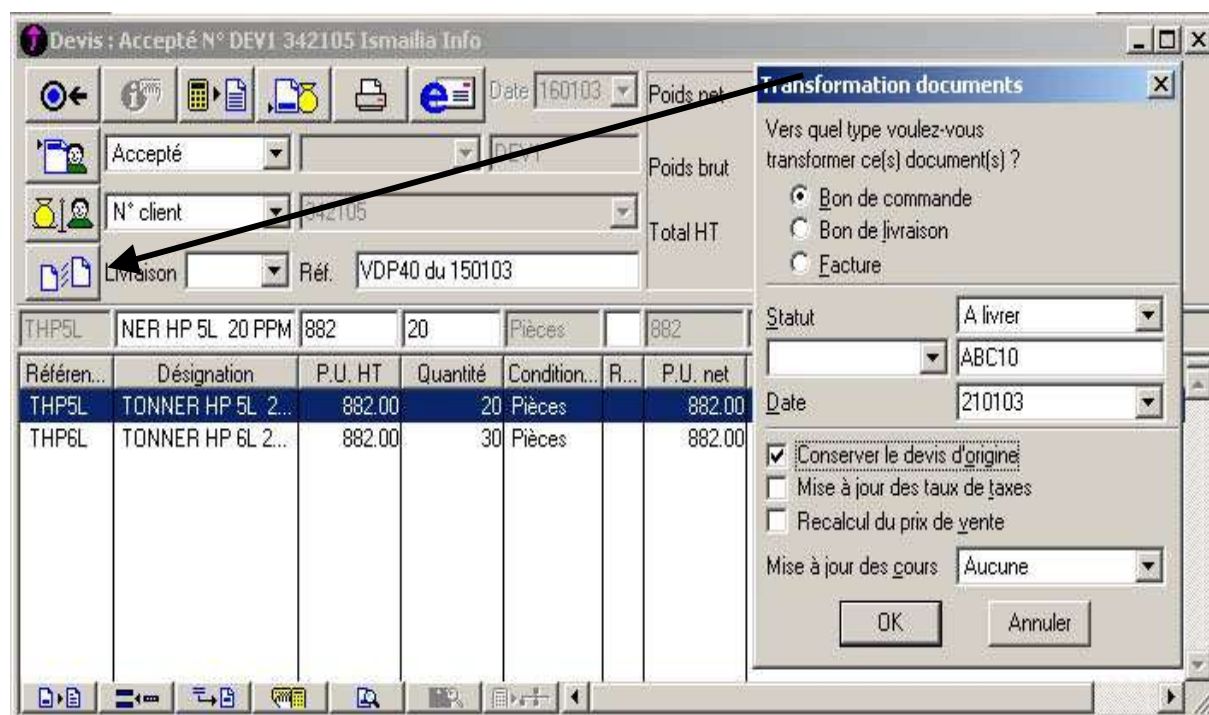 Devis : Accepté N° DEV1 342105 Ismailia Info
Date 160103
Poids net
Accepté
DEV1
Poids brut
N° client
342105
Total HT
Livraison
Réf. VDP40 du 150103
THP5L NER HP 5L 20 PPM 882 20 Pièces 882
Référen... Désignation P.U. HT Quantité Condition... R... P.U. net
THP5L TONNER HP 5L 2... 882.00 20 Pièces 882.00
THP6L TONNER HP 6L 2... 882.00 30 Pièces 882.00
Transformation documents
Vers quel type voulez-vous
transformer ce(s) document(s) ?
Bon de commande
Bon de livraison
Facture
Statut A livrer
ABC10
Date 210103
Conserver le devis d'origine
Mise à jour des taux de taxes
Recalcul du prix de vente
Mise à jour des cours Aucune
OK Annuler